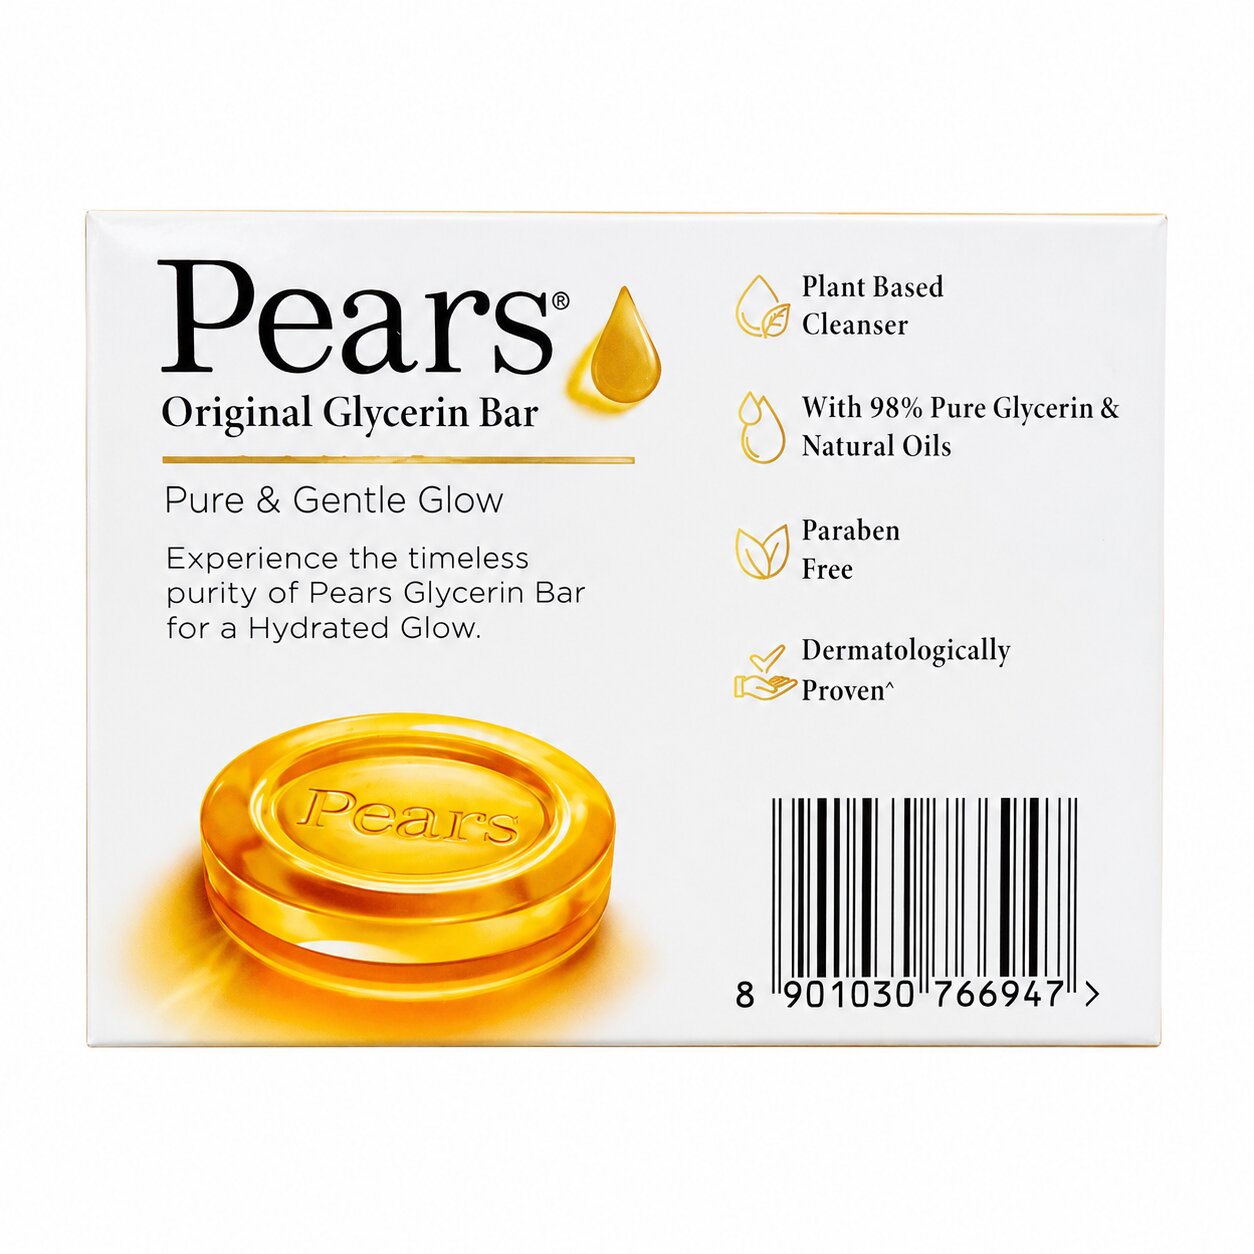 Pears®
Original Glycerin Bar
Pure & Gentle Glow
Experience the timeless
purity of Pears Glycerin Bar
for a Hydrated Glow.
Pears
Plant Based
Cleanser
With 98% Pure Glycerin &
Natural Oils
Paraben
Free
Dermatologically
Proven^
8 901030 766947 >